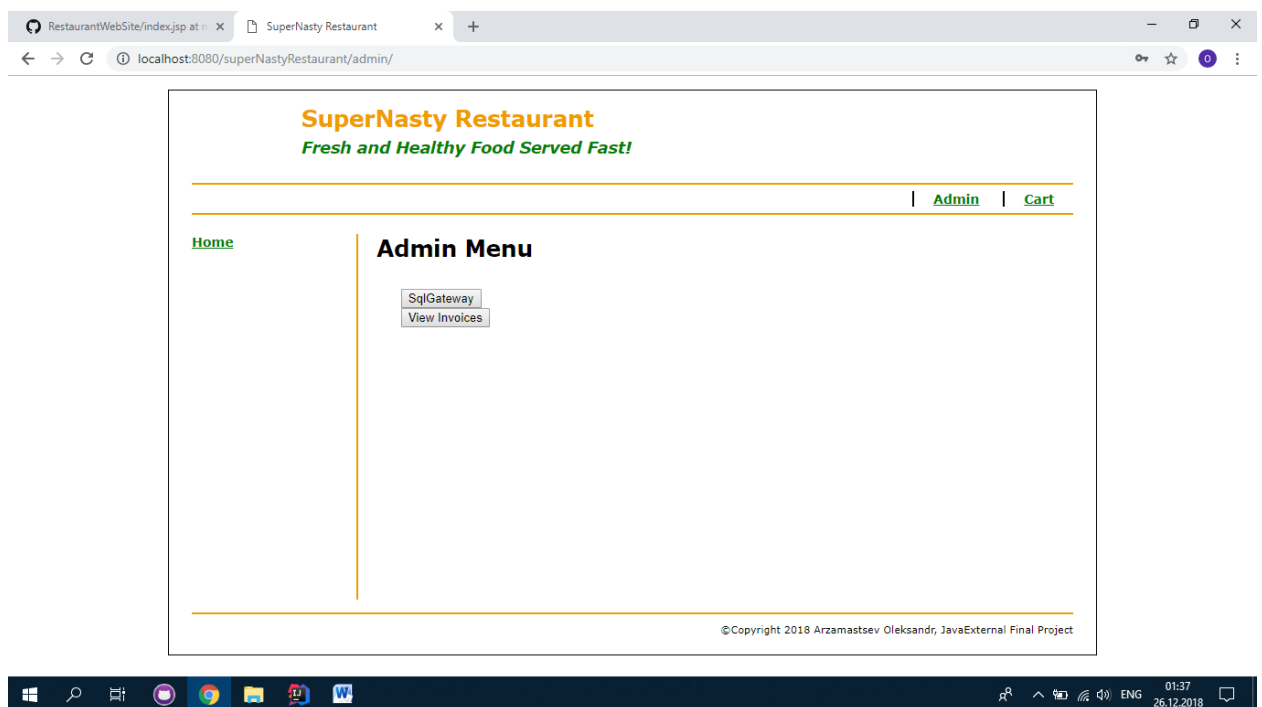 RestaurantWebSite/index.jsp at m
SuperNasty Restaurant
localhost:8080/superNastyRestaurant/admin/
O
SuperNasty Restaurant
Fresh and Healthy Food Served Fast!
Admin
Cart
Home
Admin Menu
SqlGateway
View Invoices
©Copyright 2018 Arzamastsev Oleksandr, JavaExternal Final Project
ENG
01:37
26.12.2018